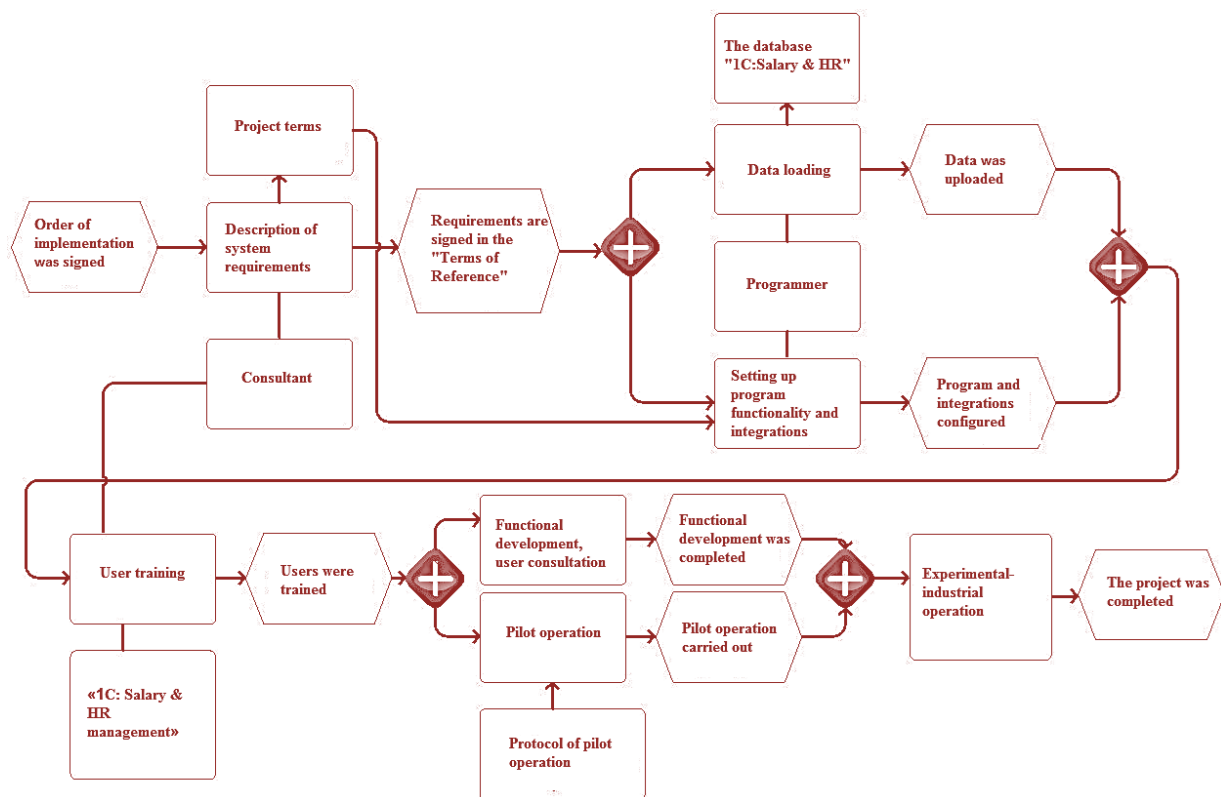 The database
"1C:Salary & HR"
Project terms
Data loading
Data was
uploaded
Order of
implementation
was signed
Description of
system
requirements
Requirements are
signed in the
"Terms of
Reference"
Programmer
Consultant
Setting up
program
functionality and
integrations
Program and
integrations
configured
User training
Users were
trained
Functional
development,
user consultation
Functional
development was
completed
Pilot operation
Pilot operation
carried out
Experimental-
industrial
operation
The project was
completed
«1C: Salary &
HR
management»
Protocol of pilot
operation